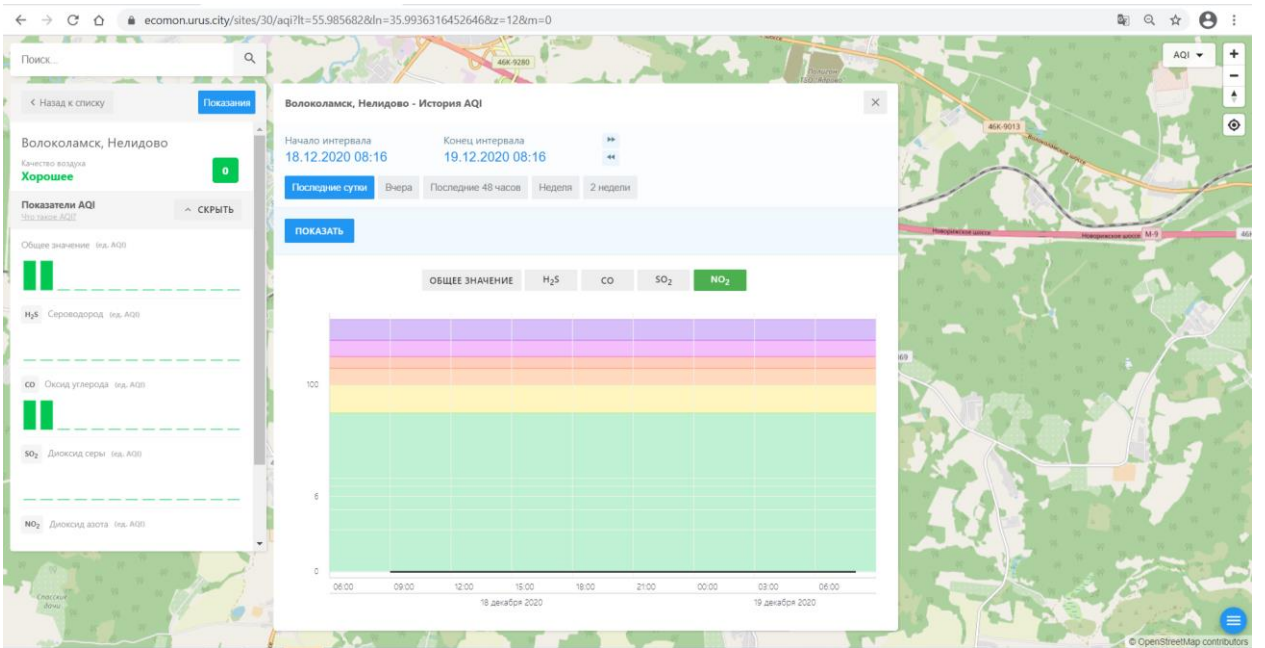 ecomon.urus.city/sites/30/aqi?lt=55.985682&ln=35.9936316452646&z=12&m=0
Поиск...
< Назад к списку
Показания
Волоколамск, Нелидово
Качество воздуха
Хорошее
0
Показатели AQI
Что такое AQI?
СКРЫТЬ
Общее значение (ед. AQI)
H₂S Сероводород (ед. AQI)
CO Оксид углерода (ед. AQI)
SO₂ Диоксид серы (ед. AQI)
NO₂ Диоксид азота (ед. AQI)
Волоколамск, Нелидово - История AQI
Начало интервала
Конец интервала
18.12.2020 08:16
19.12.2020 08:16
Последние сутки
Вчера
Последние 48 часов
Неделя
2 недели
ПОКАЗАТЬ
ОБЩЕЕ ЗНАЧЕНИЕ
H₂S
CO
SO₂
NO₂
100
6
0
06:00 09:00 12:00 15:00 18:00 21:00 00:00 03:00 06:00
18 декабря 2020
19 декабря 2020
AQI
+
−
46К-9280
46К-9013
Волоколамское шоссе
Новорижское шоссе
Новорижское шоссе
М-9
46К
Спасские
дачи
© OpenStreetMap contributors